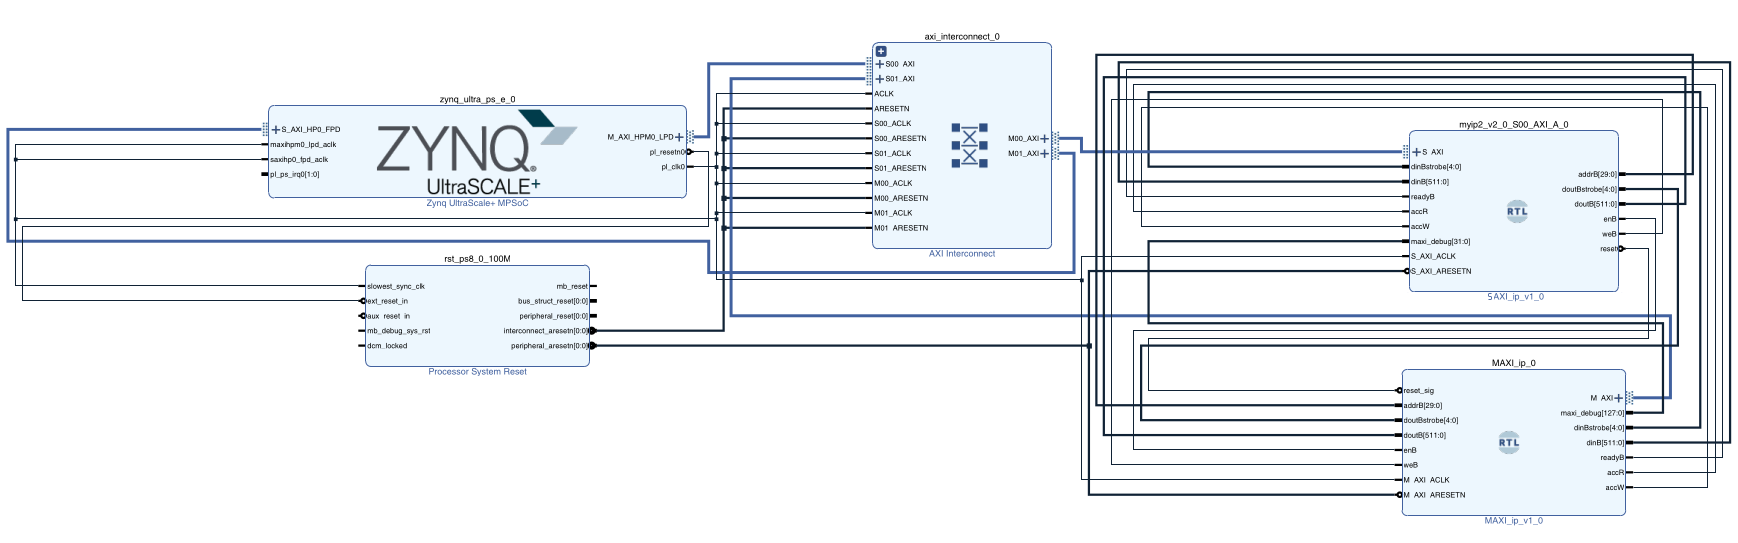 zynq_ultra_ps_e_0
S_AXI_HP0_FPD
maxihpm0_lpd_aclk
saxihp0_fpd_aclk
pl_ps_irq0[1:0]
ZYNQ
UltraSCALE+
M_AXI_HPM0_LPD
pl_resetn0
pl_clk0
Zynq UltraScale+ MPSoC
rst_ps8_0_100M
slowest_sync_clk
ext_reset_in
aux_reset_in
mb_debug_sys_rst
dcm_locked
mb_reset
bus_struct_reset[0:0]
peripheral_reset[0:0]
interconnect_aresetn[0:0]
peripheral_aresetn[0:0]
Processor System Reset
axi_interconnect_0
S00_AXI
S01_AXI
ACLK
ARESETN
S00_ACLK
S00_ARESETN
S01_ACLK
S01_ARESETN
M00_ACLK
M00_ARESETN
M01_ACLK
M01_ARESETN
M00_AXI
M01_AXI
AXI Interconnect
myip2_v2_0_S00_AXI_A_0
S_AXI
dinBstrobe[4:0]
dinB[511:0]
readyB
accR
accW
maxi_debug[31:0]
S_AXI_ACLK
S_AXI_ARESETN
RTL
addrB[29:0]
doutBstrobe[4:0]
doutB[511:0]
enB
weB
reset
SAXI_ip_v1_0
MAXI_ip_0
reset_sig
addrB[29:0]
doutBstrobe[4:0]
doutB[511:0]
enB
weB
M_AXI_ACLK
M_AXI_ARESETN
RTL
M_AXI
maxi_debug[127:0]
dinBstrobe[4:0]
dinB[511:0]
readyB
accR
accW
MAXI_ip_v1_0